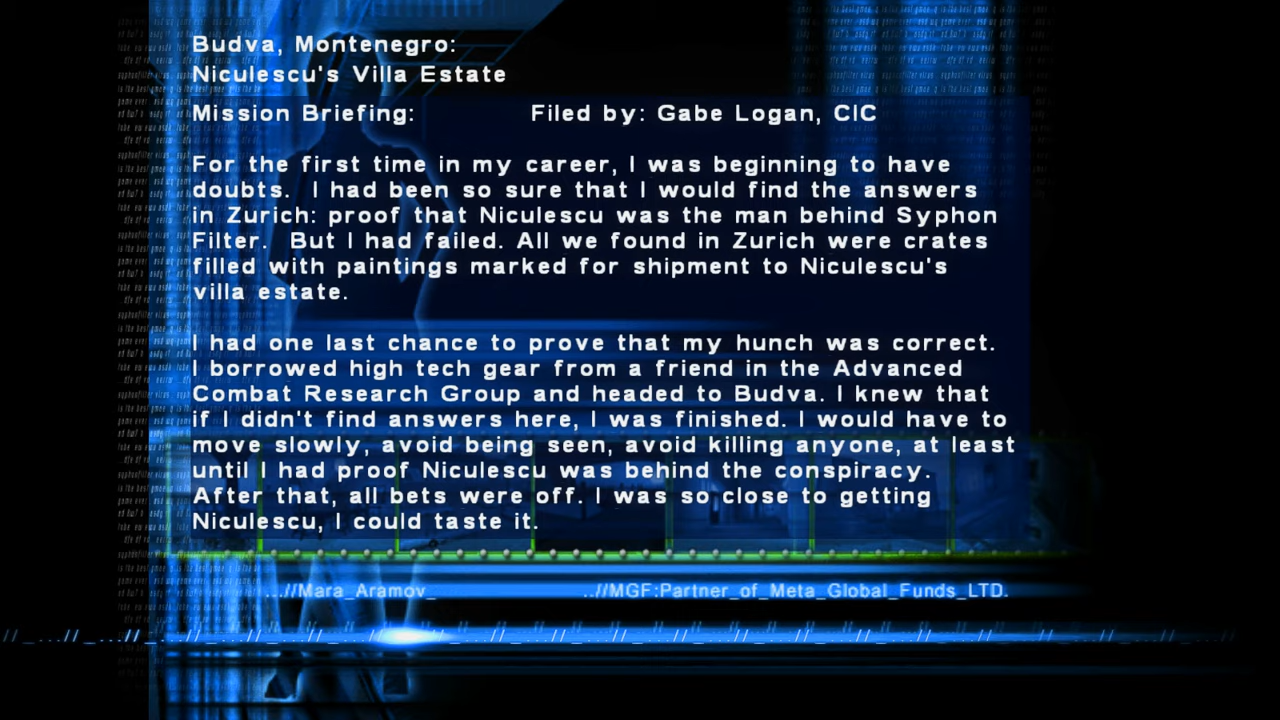 Budva, Montenegro:
Niculescu's Villa Estate
Mission Briefing: Filed by: Gabe Logan, CIC
For the first time in my career, I was beginning to have
doubts. I had been so sure that I would find the answers
in Zurich: proof that Niculescu was the man behind Syphon
Filter. But I had failed. All we found in Zurich were crates
filled with paintings marked for shipment to Niculescu's
villa estate.
I had one last chance to prove that my hunch was correct.
I borrowed high tech gear from a friend in the Advanced
Combat Research Group and headed to Budva. I knew that
if I didn't find answers here, I was finished. I would have to
move slowly, avoid being seen, avoid killing anyone, at least
until I had proof Niculescu was behind the conspiracy.
After that, all bets were off. I was so close to getting
Niculescu, I could taste it.
...//Mara_Aramov_ ..//MGF:Partner_of_Meta_Global_Funds_LTD.